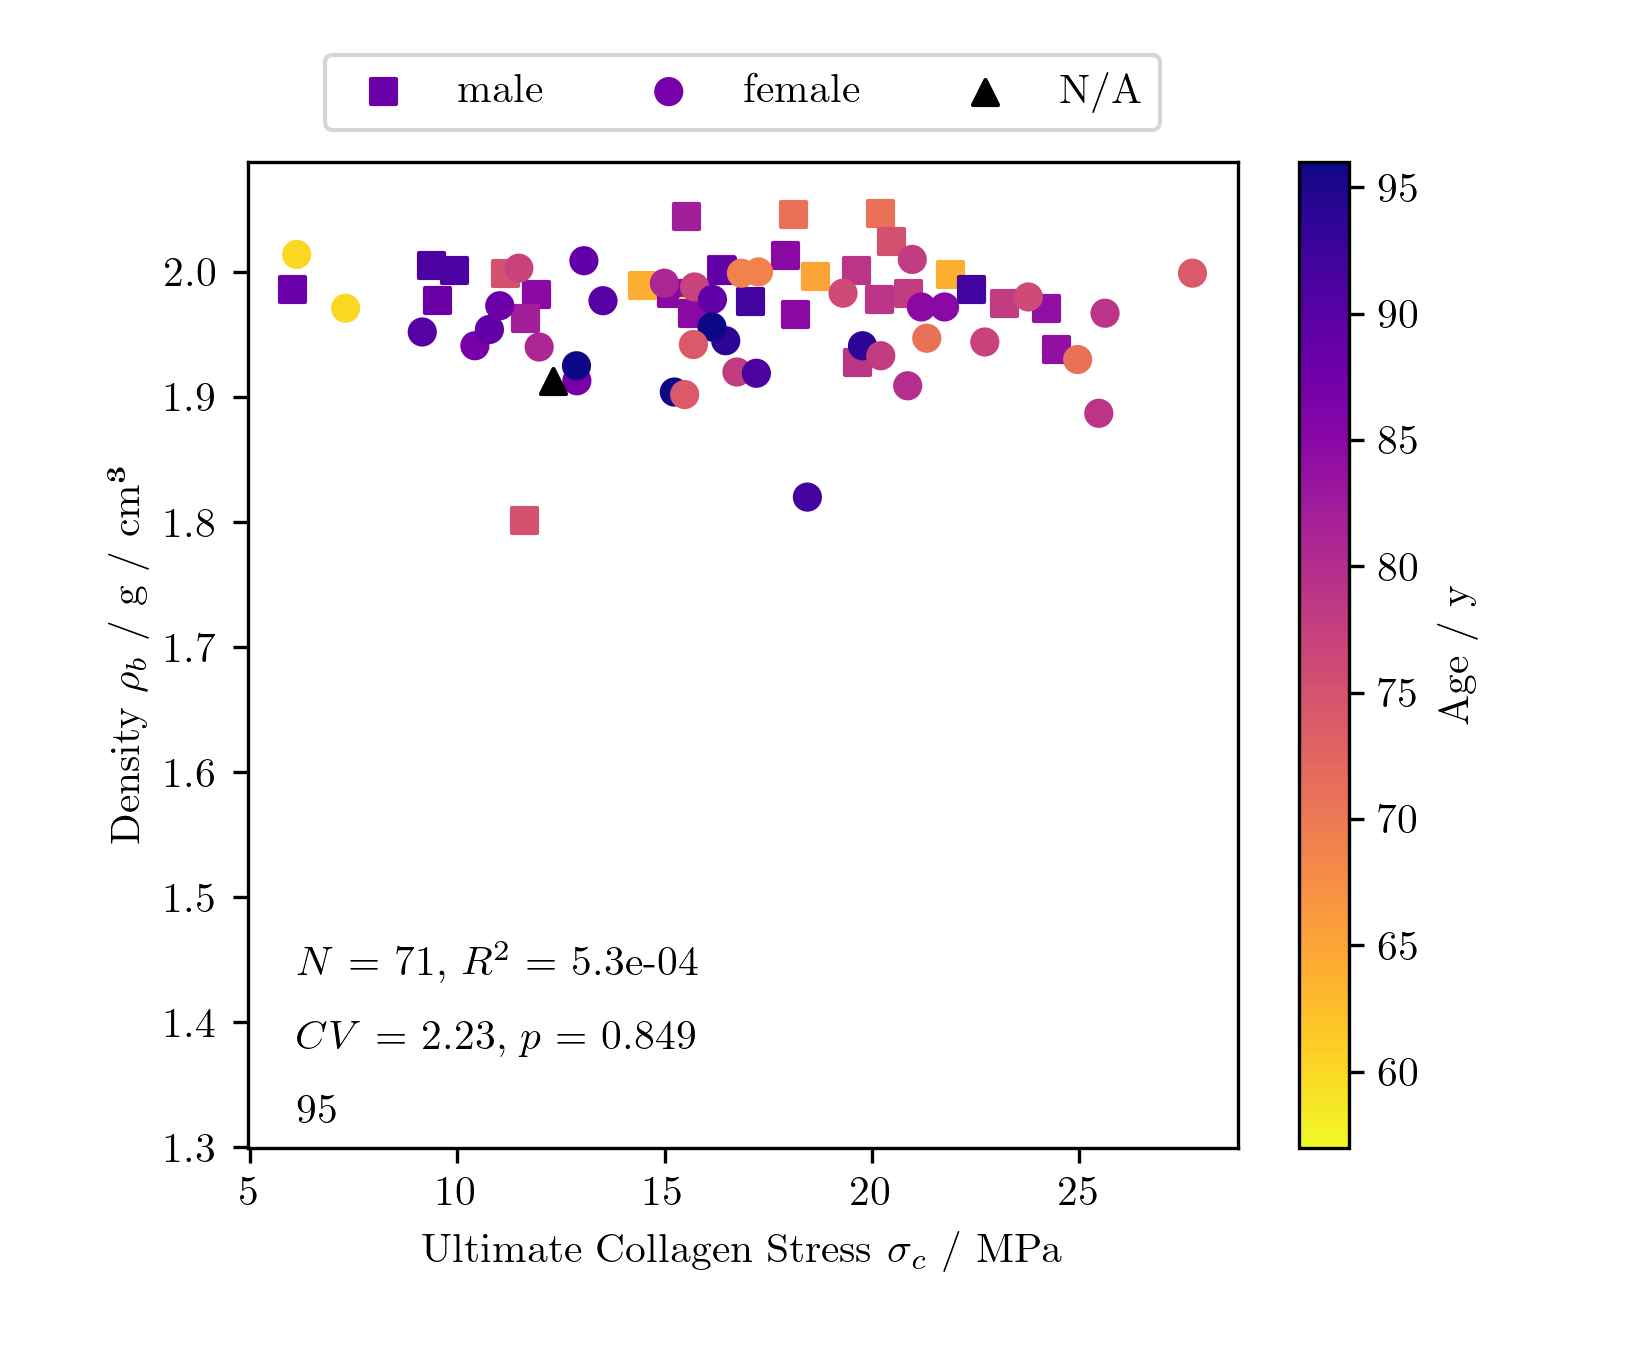 male female N/A
2.0
1.9
1.8
1.7
1.6
1.5
1.4
1.3
Density ρb / g / cm³
N = 71, R² = 5.3e-04
CV = 2.23, p = 0.849
95
5 10 15 20 25
Ultimate Collagen Stress σc / MPa
95
90
85
80
75
70
65
60
Age / y